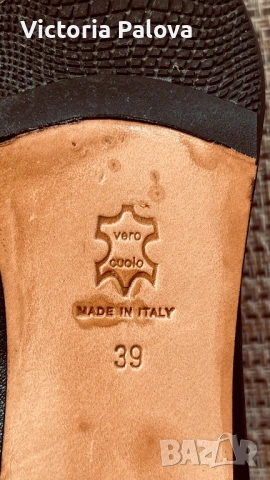 Victoria Palova
vero
cuoio
MADE IN ITALY
39
BAZAR